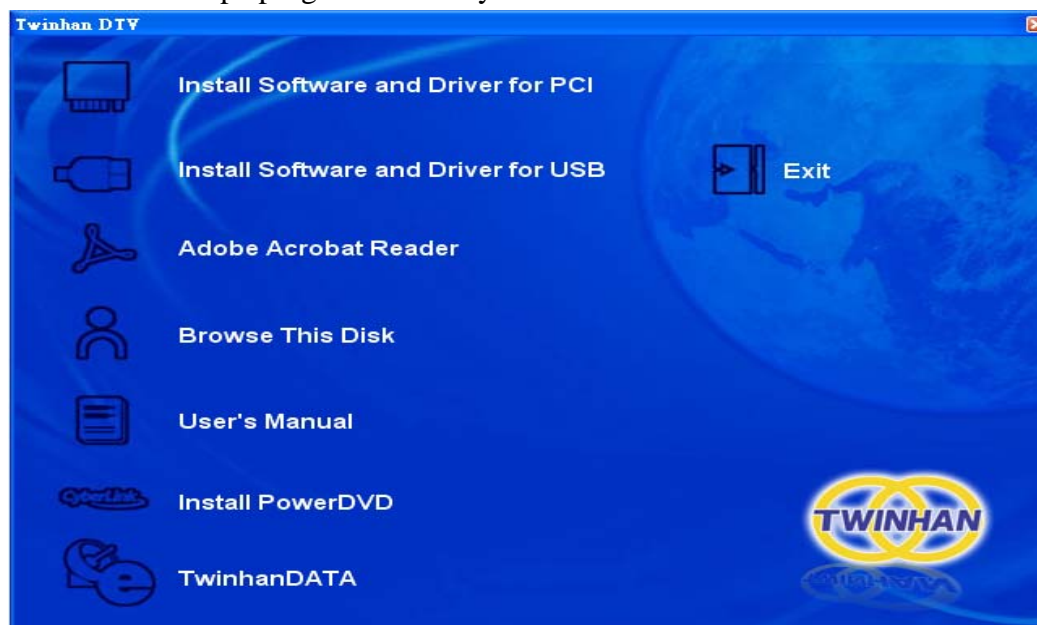 Twinhan DTV
Install Software and Driver for PCI
Install Software and Driver for USB
Exit
Adobe Acrobat Reader
Browse This Disk
User's Manual
CyberLink
Install PowerDVD
TwinhanDATA
TWINHAN